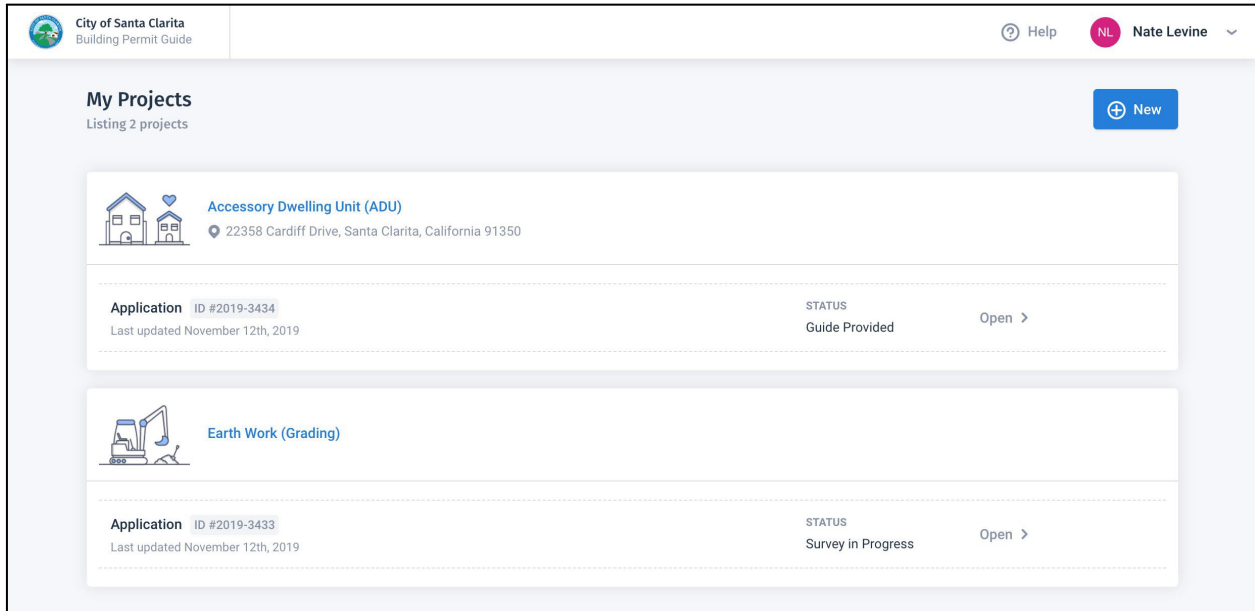 City of Santa Clarita
Building Permit Guide
Help
NL
Nate Levine
My Projects
Listing 2 projects
New
Accessory Dwelling Unit (ADU)
22358 Cardiff Drive, Santa Clarita, California 91350
Application ID #2019-3434
Last updated November 12th, 2019
STATUS
Guide Provided
Open
Earth Work (Grading)
Application ID #2019-3433
Last updated November 12th, 2019
STATUS
Survey in Progress
Open